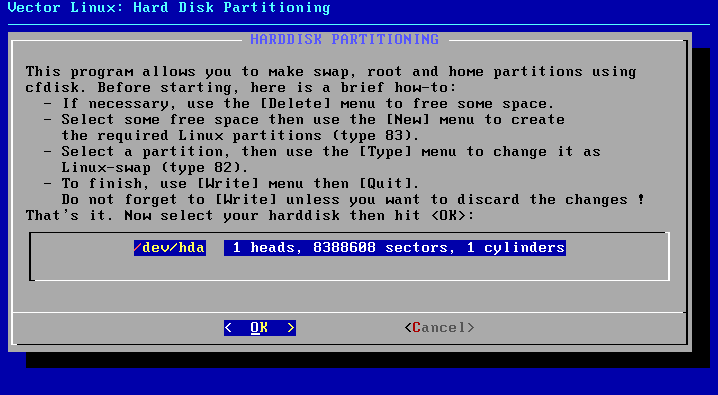 Vector Linux: Hard Disk Partitioning
HARDDISK PARTITIONING
This program allows you to make swap, root and home partitions using
cfdisk. Before starting, here is a brief how-to:
- If necessary, use the [Delete] menu to free some space.
- Select some free space then use the [New] menu to create
the required Linux partitions (type 83).
- Select a partition, then use the [Type] menu to change it as
Linux-swap (type 82).
- To finish, use [Write] menu then [Quit].
Do not forget to [Write] unless you want to discard the changes !
That's it. Now select your harddisk then hit <OK>:
/dev/hda 1 heads, 8388608 sectors, 1 cylinders
< OK > <Cancel>